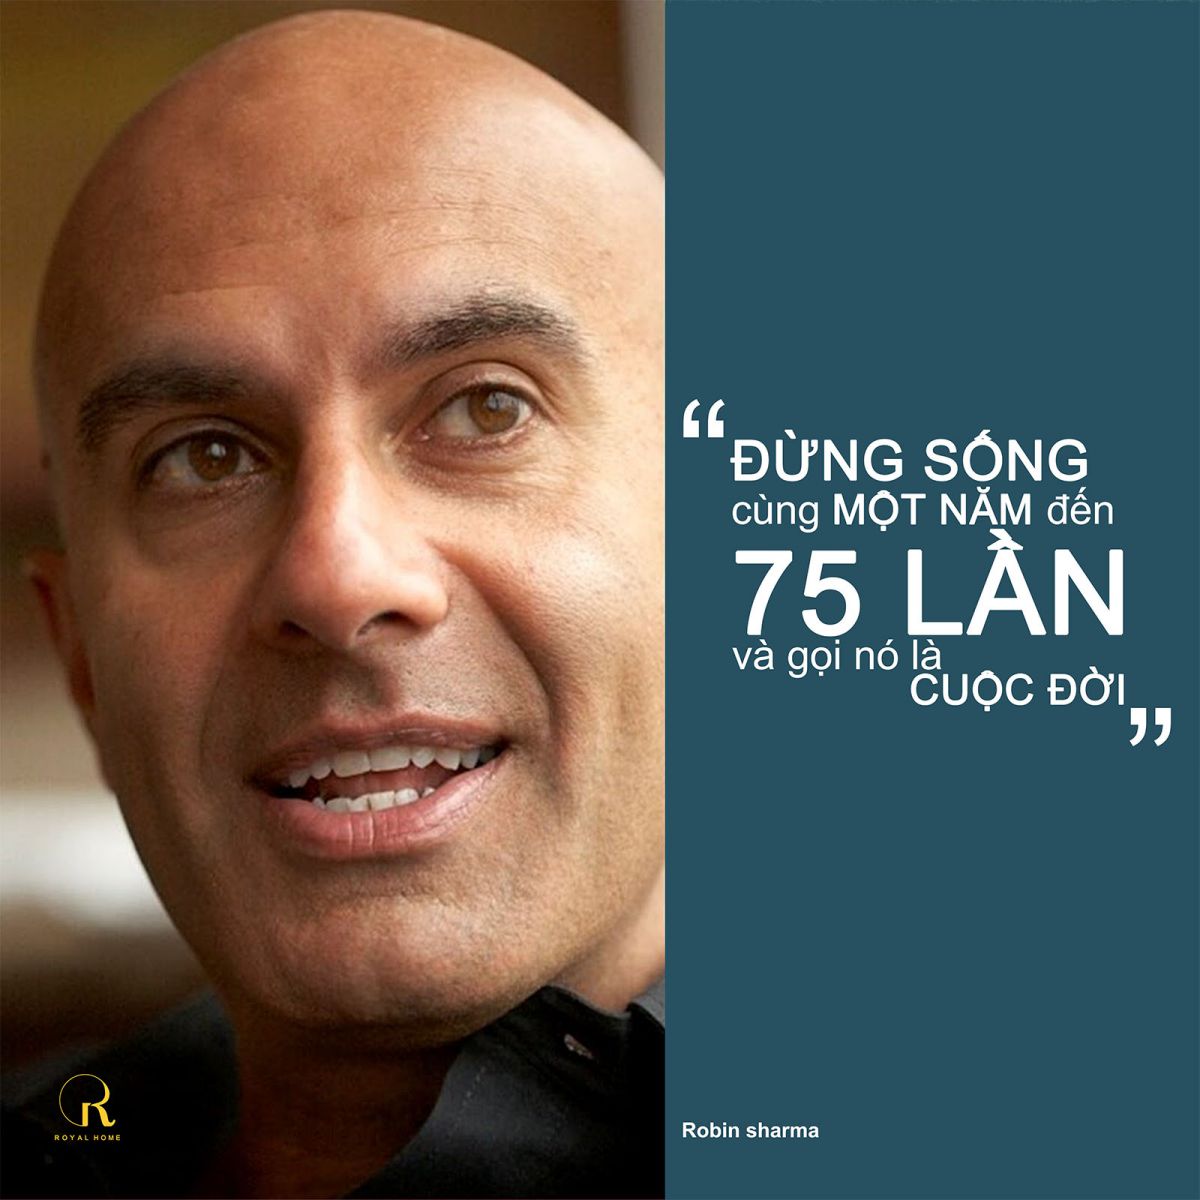 “ĐỪNG SỐNG
cùng MỘT NĂM đến
75 LẦN
và gọi nó là
CUỘC ĐỜI”
Robin sharma
R
ROYAL HOME